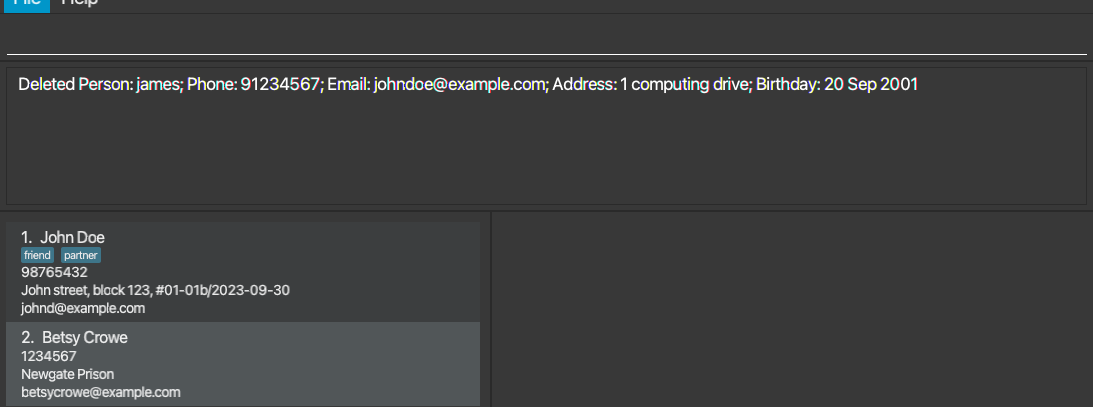 File Help
Deleted Person: james; Phone: 91234567; Email: johndoe@example.com; Address: 1 computing drive; Birthday: 20 Sep 2001
1. John Doe
friend partner
98765432
John street, block 123, #01-01b/2023-09-30
johnd@example.com
2. Betsy Crowe
1234567
Newgate Prison
betsycrowe@example.com